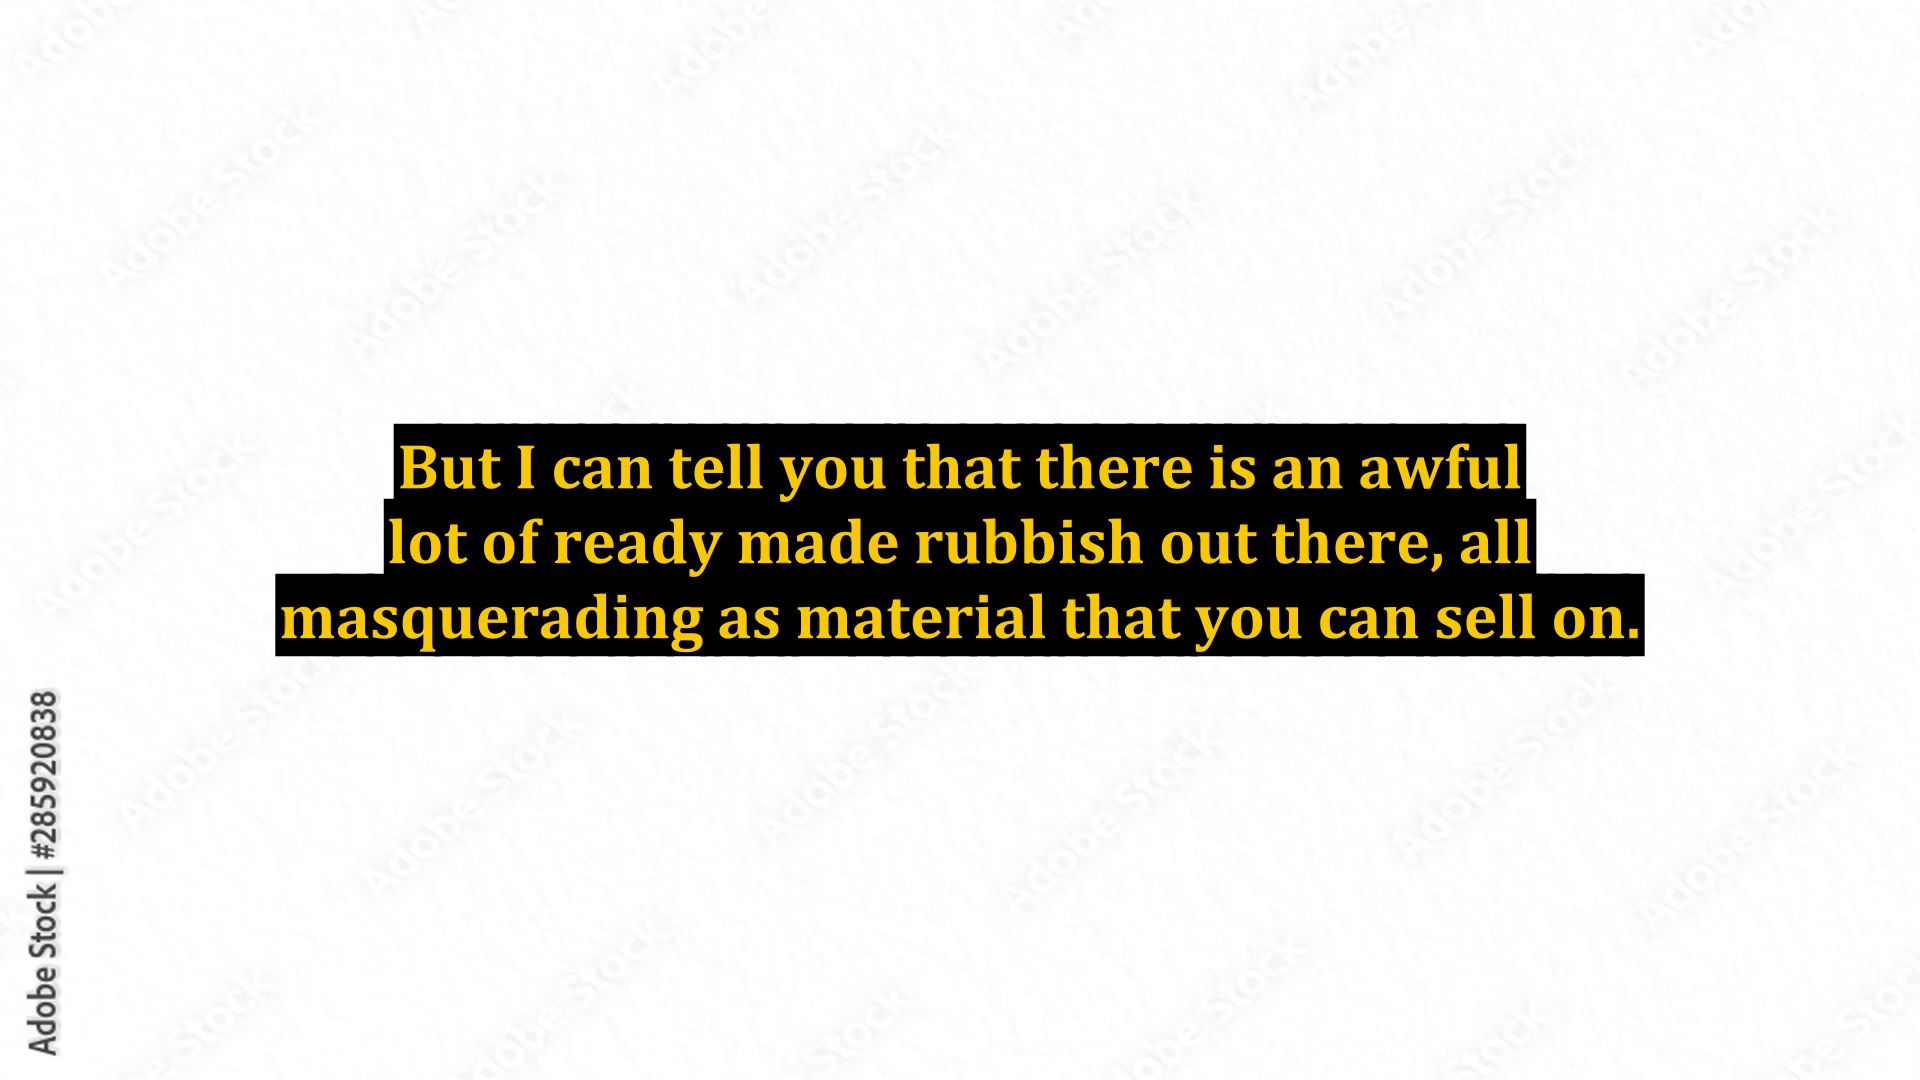 But I can tell you that there is an awful
lot of ready made rubbish out there, all
masquerading as material that you can sell on.
Adobe Stock | #285920838